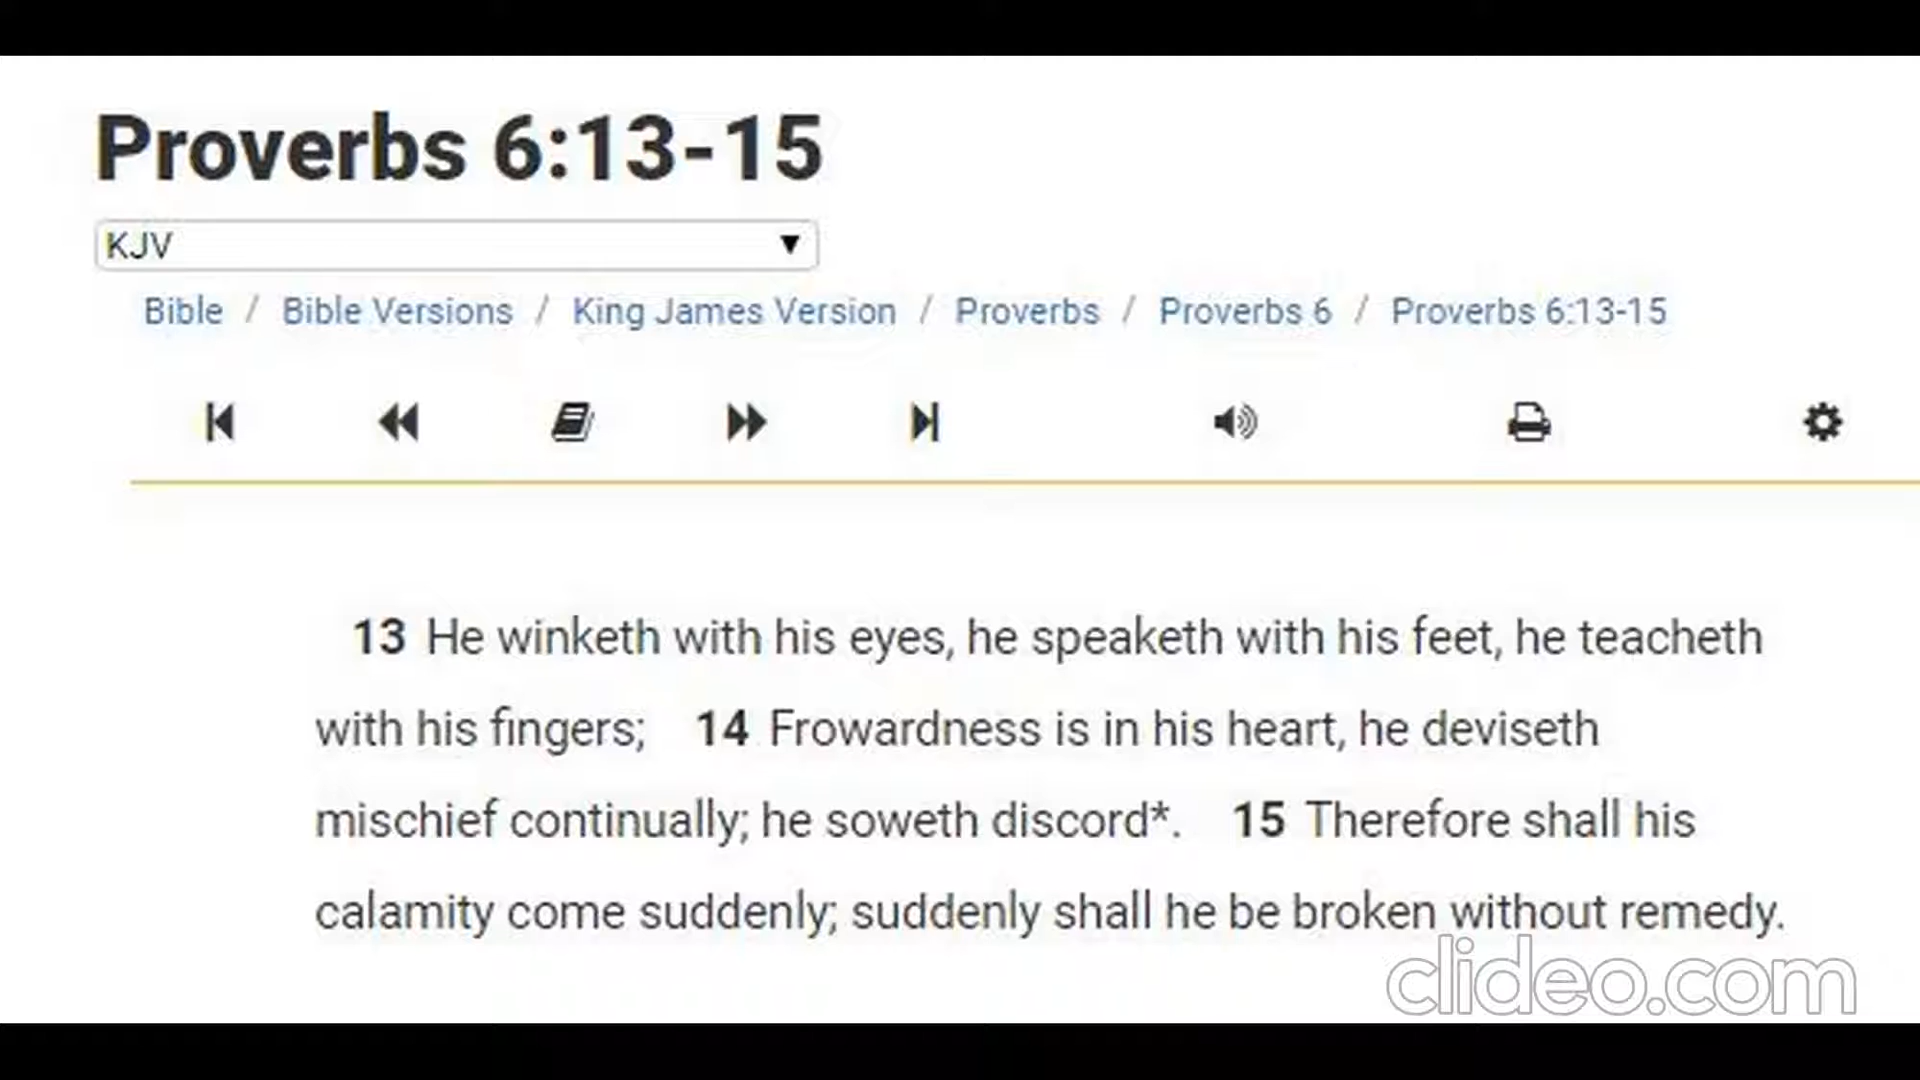 Proverbs 6:13-15
KJV
Bible / Bible Versions / King James Version / Proverbs / Proverbs 6 / Proverbs 6:13-15
13 He winketh with his eyes, he speaketh with his feet, he teacheth
with his fingers; 14 Frowardness is in his heart, he deviseth
mischief continually; he soweth discord*. 15 Therefore shall his
calamity come suddenly; suddenly shall he be broken without remedy.
clideo.com